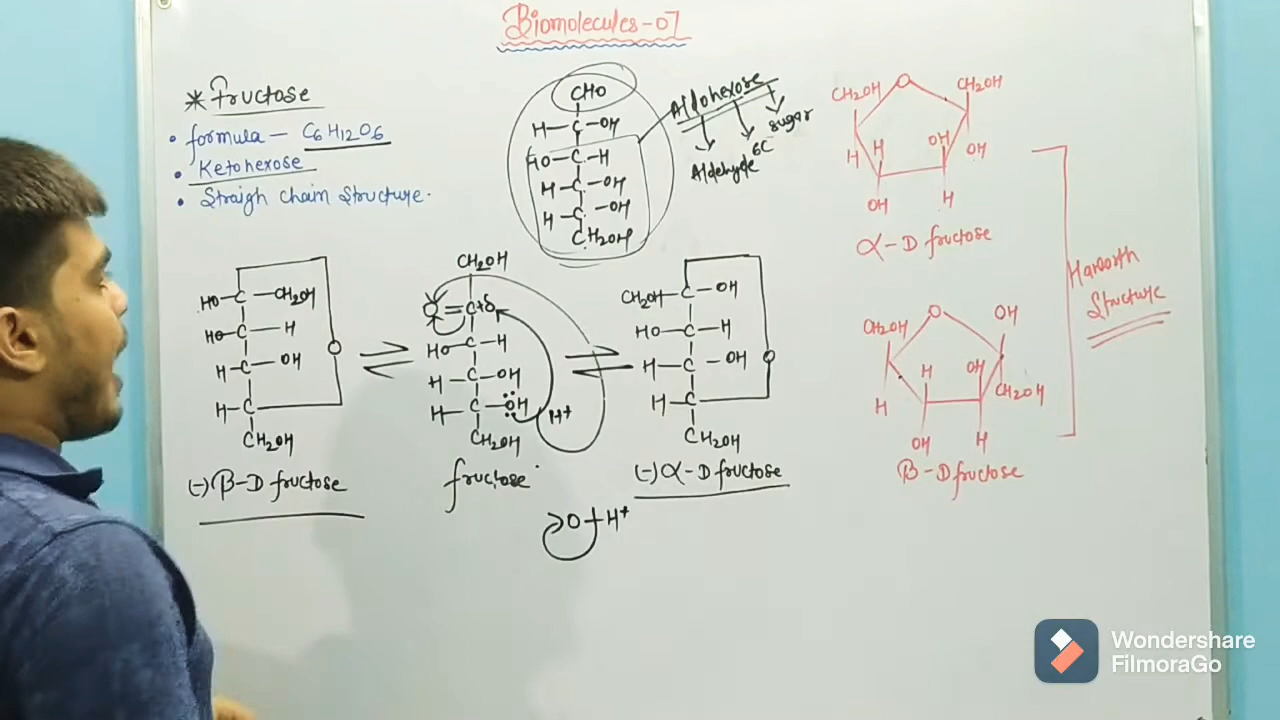 Biomolecules-07
* Fructose
• formula — C6H12O6
• Ketohexose
• Straigh chain Structure.
CHO
H—C—OH
HO—C—H
H—C—OH
H—C—OH
CH2OH
Aldohexose
Aldehyde 6C sugar
HO—C—CH2OH
HO—C—H
H—C—OH
O
H—C
CH2OH
(-) β-D fructose
CH2OH
O=C+δ
HO—C—H
H—C—OH
H—C—OH H+
CH2OH
fructose
O+H+
CH2OH—C—OH
HO—C—H
H—C—OH
O
H—C
CH2OH
(-) α-D fructose
CH2OH O CH2OH
H H OH OH
OH H
α-D fructose
CH2OH O OH
H H OH CH2OH
OH H
β-D fructose
Haworth
Structure
Wondershare
FilmoraGo